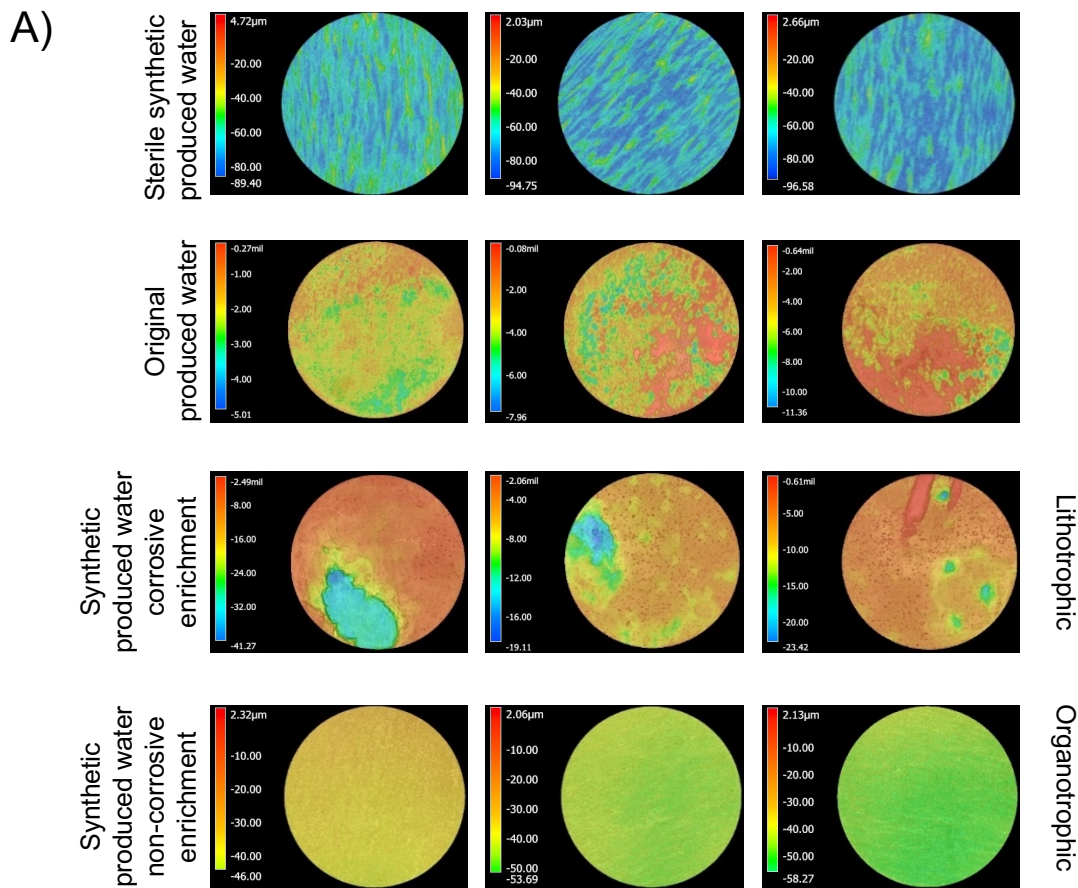 A)
Sterile synthetic
produced water
4.72µm
-20.00
-40.00
-60.00
-80.00
-89.40
2.03µm
-20.00
-40.00
-60.00
-80.00
-94.75
2.66µm
-20.00
-40.00
-60.00
-80.00
-96.58
Original
produced water
-0.27mil
-1.00
-2.00
-3.00
-4.00
-5.01
-0.08mil
-2.00
-4.00
-6.00
-7.96
-0.64mil
-2.00
-4.00
-6.00
-8.00
-10.00
-11.36
Synthetic
produced water
corrosive
enrichment
-2.49mil
-8.00
-16.00
-24.00
-32.00
-41.27
-2.06mil
-4.00
-8.00
-12.00
-16.00
-19.11
-0.61mil
-5.00
-10.00
-15.00
-20.00
-23.42
Lithotrophic
Synthetic
produced water
non-corrosive
enrichment
2.32µm
-10.00
-20.00
-30.00
-40.00
-46.00
2.06µm
-10.00
-20.00
-30.00
-40.00
-50.00
-53.69
2.13µm
-10.00
-20.00
-30.00
-40.00
-50.00
-58.27
Organotrophic